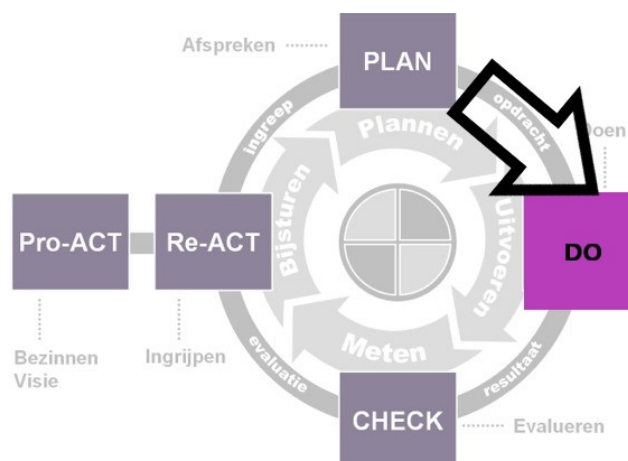 Afspreken
PLAN
ingreep
Plannen
opdracht
Doen
Pro-ACT
Re-ACT
Bijsturen
Uitvoeren
DO
Bezinnen
Visie
Ingrijpen
evaluatie
Meten
resultaat
CHECK
Evalueren